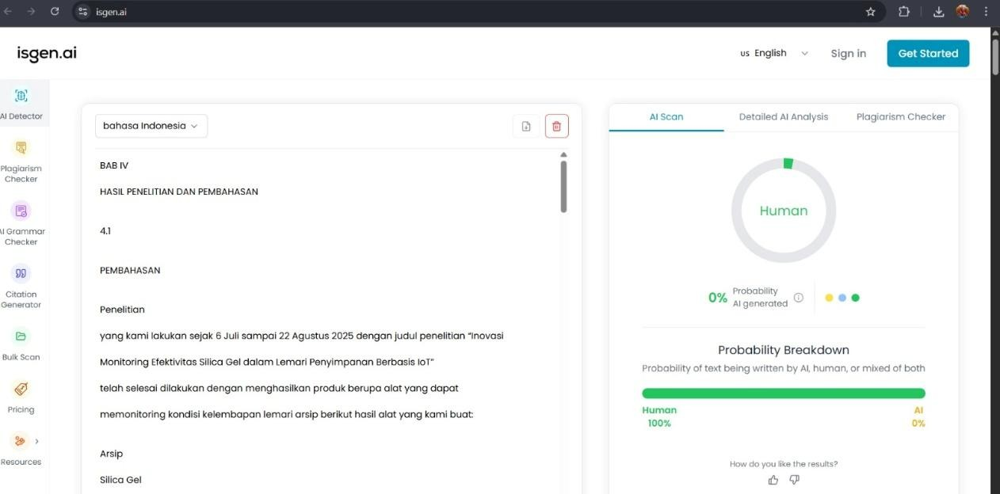 isgen.ai
isgen.ai
us English
Sign in
Get Started
AI Detector
Plagiarism
Checker
AI Grammar
Checker
Citation
Generator
Bulk Scan
Pricing
Resources
bahasa Indonesia
BAB IV
HASIL PENELITIAN DAN PEMBAHASAN
4.1
PEMBAHASAN
Penelitian
yang kami lakukan sejak 6 Juli sampai 22 Agustus 2025 dengan judul penelitian “Inovasi
Monitoring Efektivitas Silica Gel dalam Lemari Penyimpanan Berbasis IoT”
telah selesai dilakukan dengan menghasilkan produk berupa alat yang dapat
memonitoring kondisi kelembapan lemari arsip berikut hasil alat yang kami buat:
Arsip
Silica Gel
AI Scan
Detailed AI Analysis
Plagiarism Checker
Human
0% Probability
AI generated
Probability Breakdown
Probability of text being written by AI, human, or mixed of both
Human AI
100% 0%
How do you like the results?